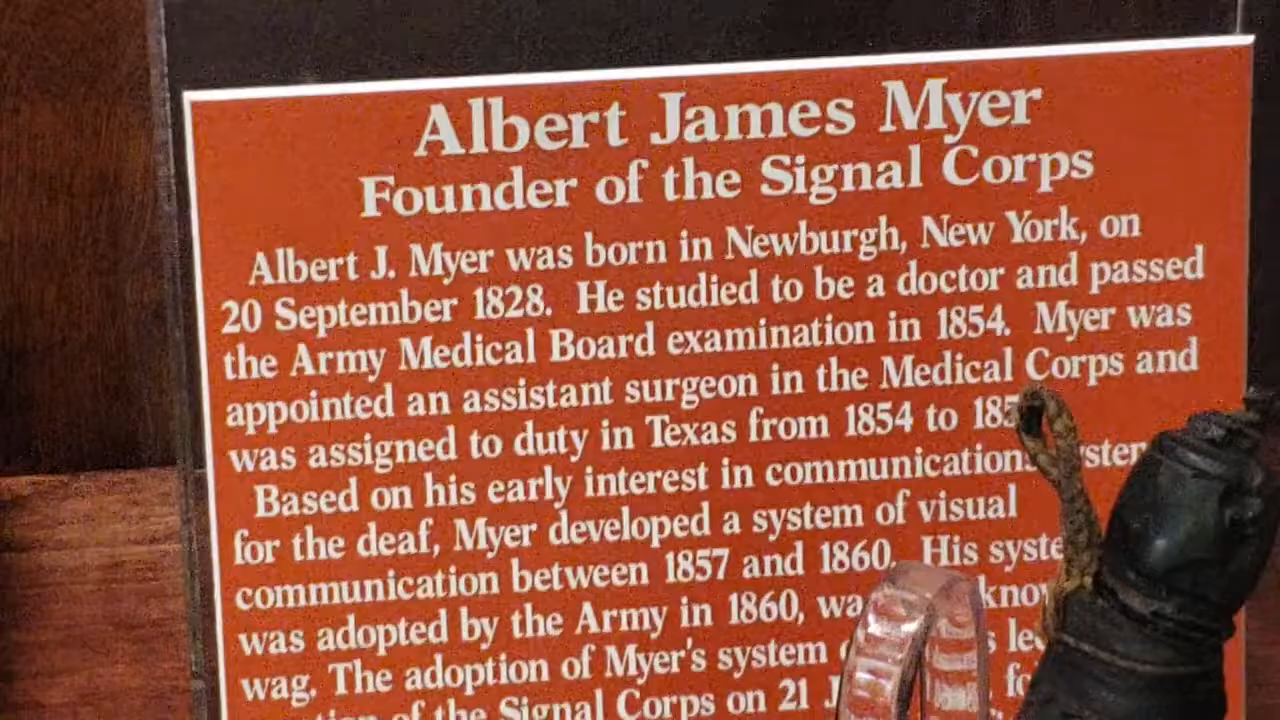 Albert James Myer
Founder of the Signal Corps
Albert J. Myer was born in Newburgh, New York, on
20 September 1828. He studied to be a doctor and passed
the Army Medical Board examination in 1854. Myer was
appointed an assistant surgeon in the Medical Corps and
was assigned to duty in Texas from 1854 to
Based on his early interest in communications
for the deaf, Myer developed a system of visual
communication between 1857 and 1860. His
was adopted by the Army in 1860,
wag. The adoption of Myer's system
of the Signal Corps on 21